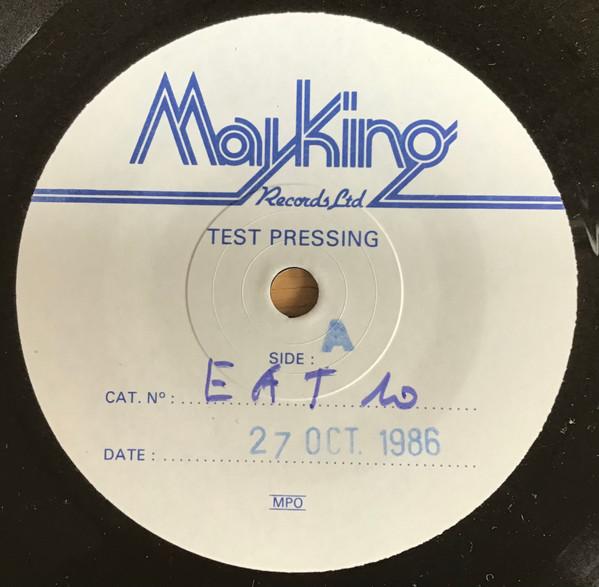 MayKing
Records Ltd
TEST PRESSING
SIDE : A
CAT. Nº : EAT 10
DATE : 27 OCT. 1986
MPO